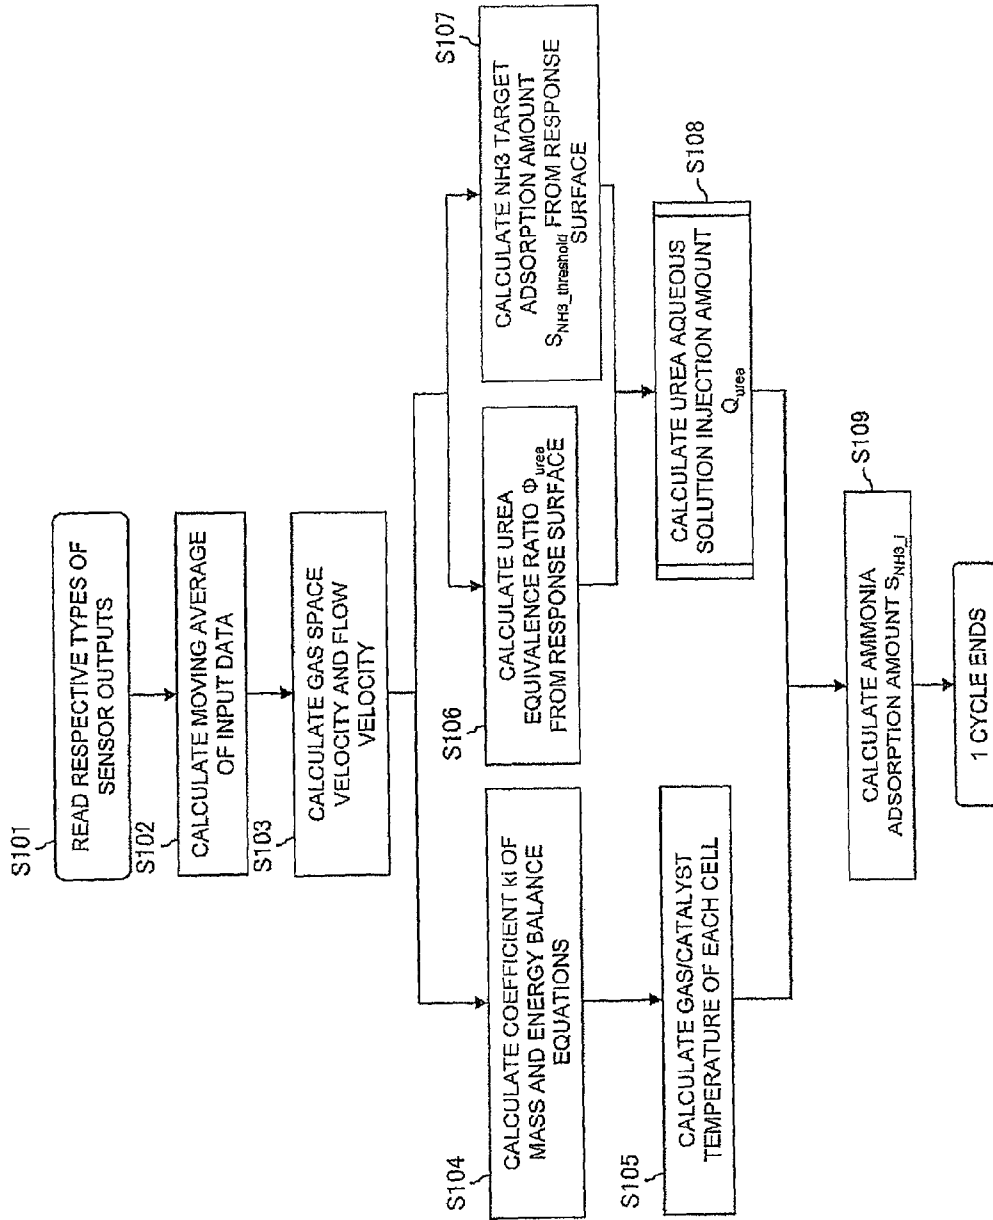 S101
READ RESPECTIVE TYPES OF
SENSOR OUTPUTS
S102
CALCULATE MOVING AVERAGE
OF INPUT DATA
S103
CALCULATE GAS SPACE
VELOCITY AND FLOW
VELOCITY
S104
CALCULATE COEFFICIENT ki OF
MASS AND ENERGY BALANCE
EQUATIONS
S105
CALCULATE GAS/CATALYST
TEMPERATURE OF EACH CELL
S106
CALCULATE UREA
EQUIVALENCE RATIO Φurea
FROM RESPONSE SURFACE
S107
CALCULATE NH3 TARGET
ADSORPTION AMOUNT
SNH3_threshold FROM RESPONSE
SURFACE
S108
CALCULATE UREA AQUEOUS
SOLUTION INJECTION AMOUNT
Qurea
S109
CALCULATE AMMONIA
ADSORPTION AMOUNT SNH3_i
1 CYCLE ENDS